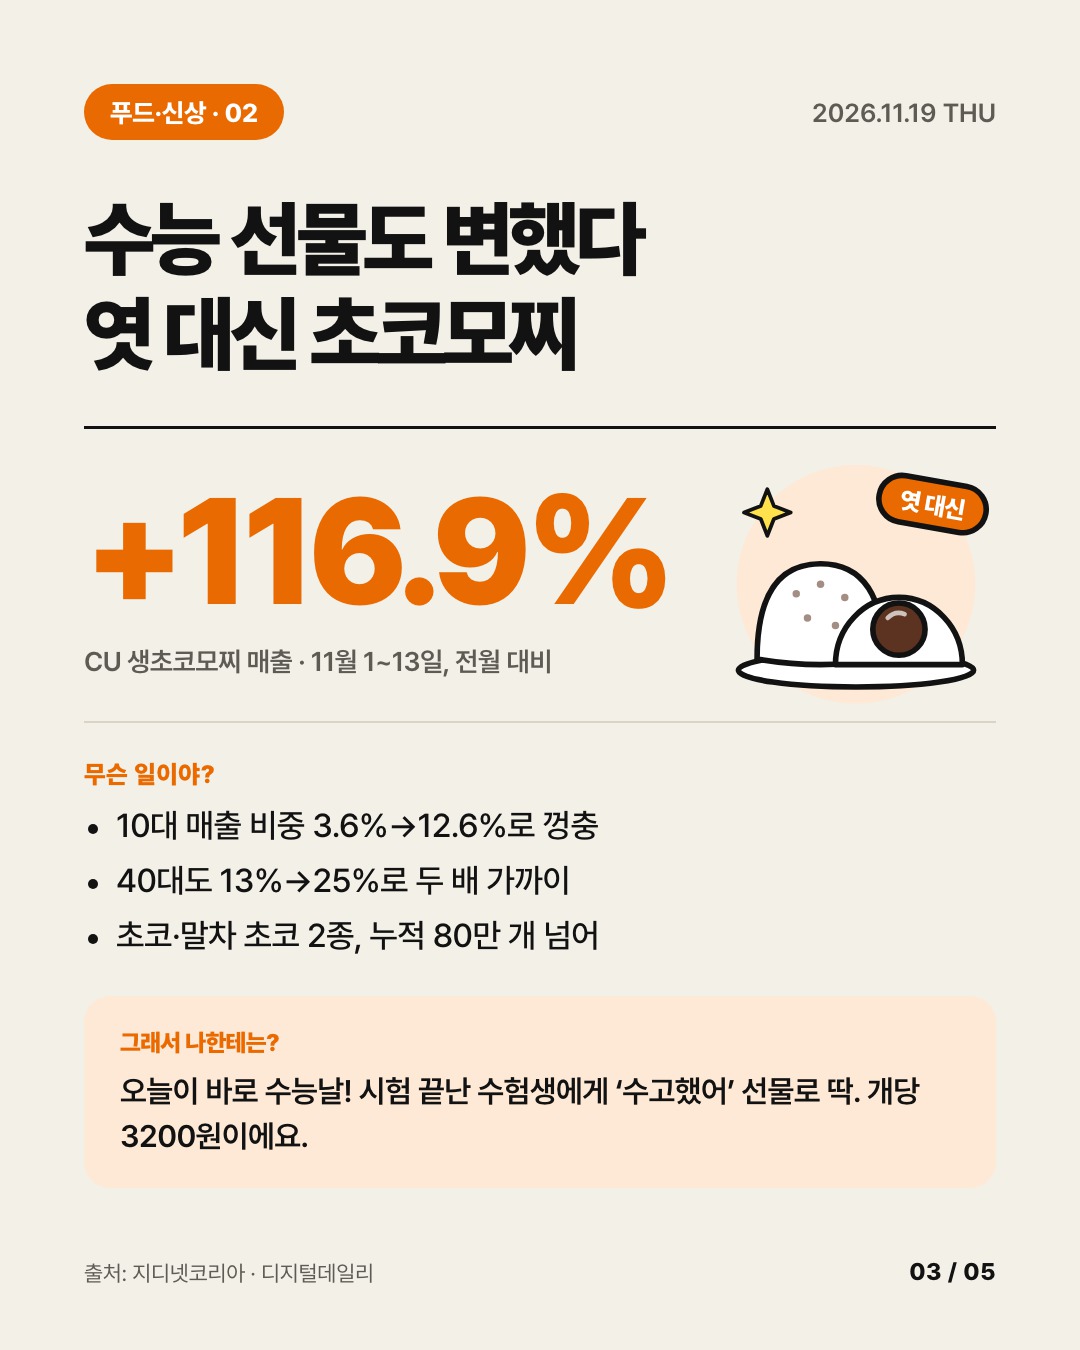 푸드·신상 · 02
2026.11.19 THU
수능 선물도 변했다
엿 대신 초코모찌
+116.9%
엿 대신
CU 생초코모찌 매출 · 11월 1~13일, 전월 대비
무슨 일이야?
• 10대 매출 비중 3.6%→12.6%로 껑충
• 40대도 13%→25%로 두 배 가까이
• 초코·말차 초코 2종, 누적 80만 개 넘어
그래서 나한테는?
오늘이 바로 수능날! 시험 끝난 수험생에게 ‘수고했어’ 선물로 딱. 개당
3200원이에요.
출처: 지디넷코리아 · 디지털데일리
03 / 05